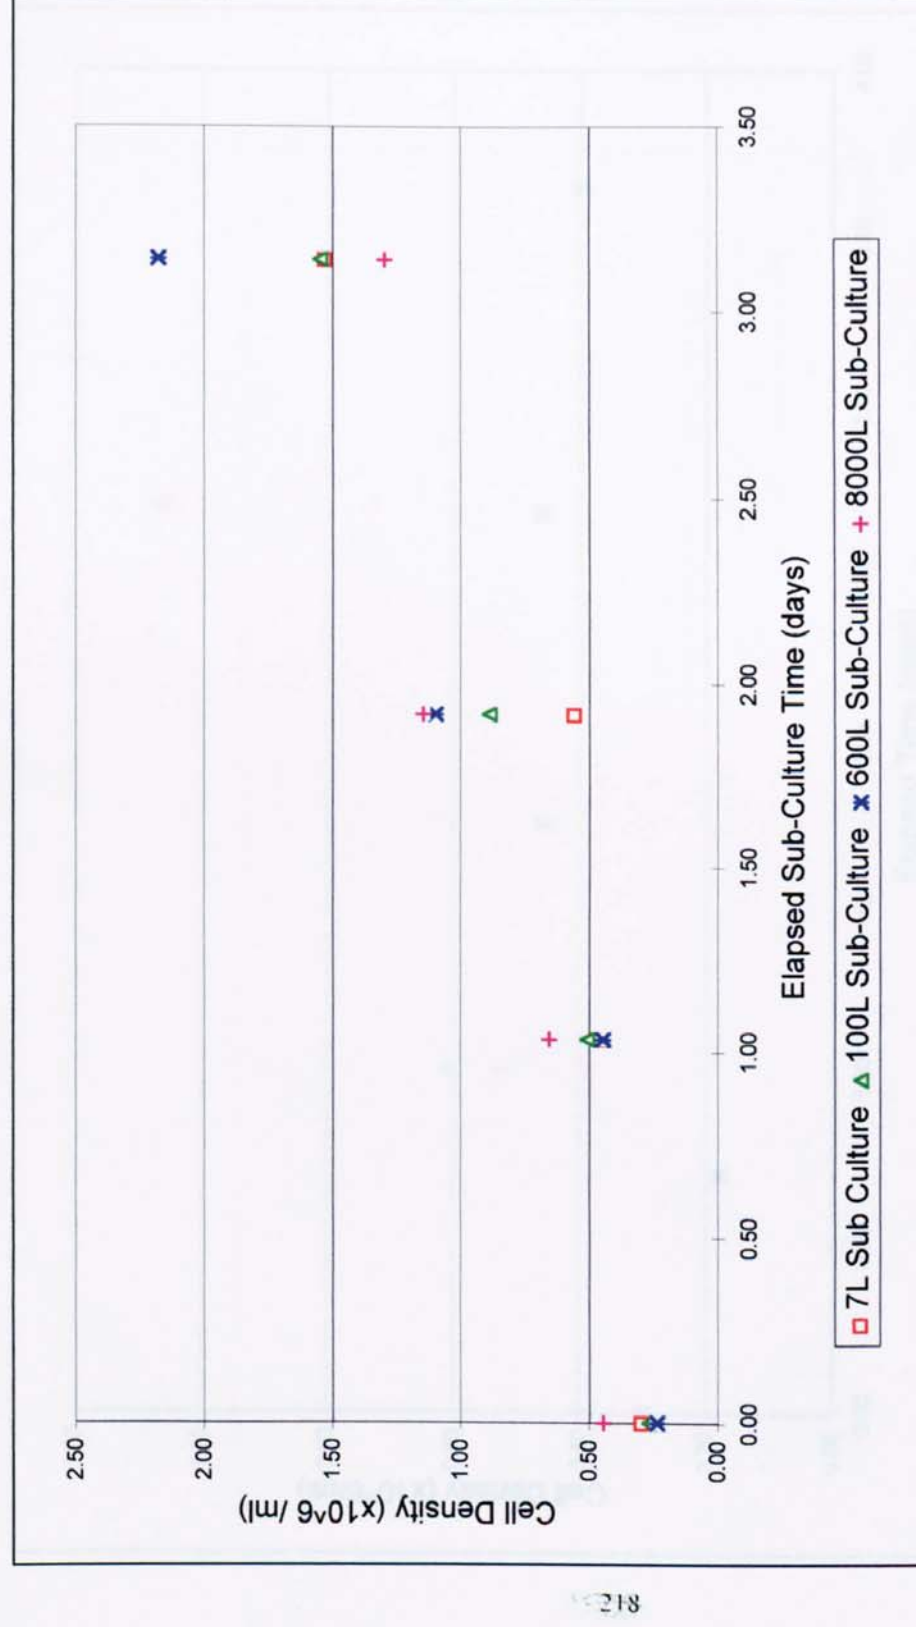 2.50
2.00
1.50
1.00
0.50
0.00
Cell Density (x10^6 /ml)
0.00 0.50 1.00 1.50 2.00 2.50 3.00 3.50
Elapsed Sub-Culture Time (days)
7L Sub Culture 100L Sub-Culture 600L Sub-Culture 8000L Sub-Culture
218